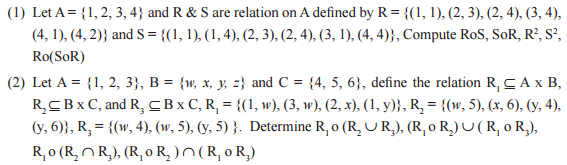 (1) Let A = {1, 2, 3, 4} and R & S are relation on A defined by R = {(1, 1), (2, 3), (2, 4), (3, 4),
(4, 1), (4, 2)} and S = {(1, 1), (1, 4), (2, 3), (2, 4), (3, 1), (4, 4)}, Compute RoS, SoR, R², S²,
Ro(SoR)
(2) Let A = {1, 2, 3}, B = {w, x, y, z} and C = {4, 5, 6}, define the relation R₁ ⊆ A x B,
R₂ ⊆ B x C, and R₃ ⊆ B x C, R₁ = {(1, w), (3, w), (2, x), (1, y)}, R₂ = {(w, 5), (x, 6), (y, 4),
(y, 6)}, R₃ = {(w, 4), (w, 5), (y, 5) }. Determine R₁ o (R₂ ∪ R₃), (R₁ o R₂) ∪ ( R₁ o R₃),
R₁ o (R₂ ∩ R₃), (R₁ o R₂ ) ∩ ( R₁ o R₃)